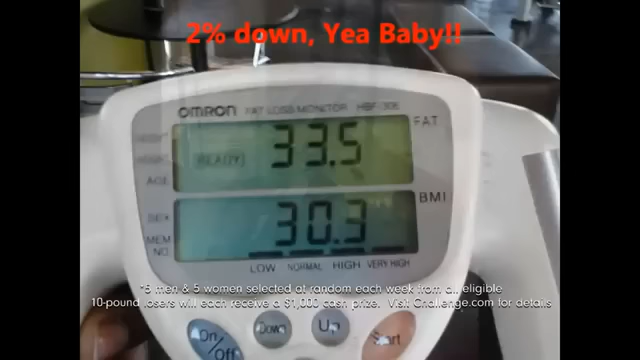 2% down, Yea Baby!!
OMRON FAT LOSS MONITOR HBF-306
33.5 FAT
READY
HEIGHT
WEIGHT
AGE
SEX
30.3 BMI
MEM
NO.
LOW NORMAL HIGH VERY HIGH
*5 men & 5 women selected at random each week from all eligible
10-pound losers will each receive a $1,000 cash prize. Visit Challenge.com for details
On/Off Down Up Start